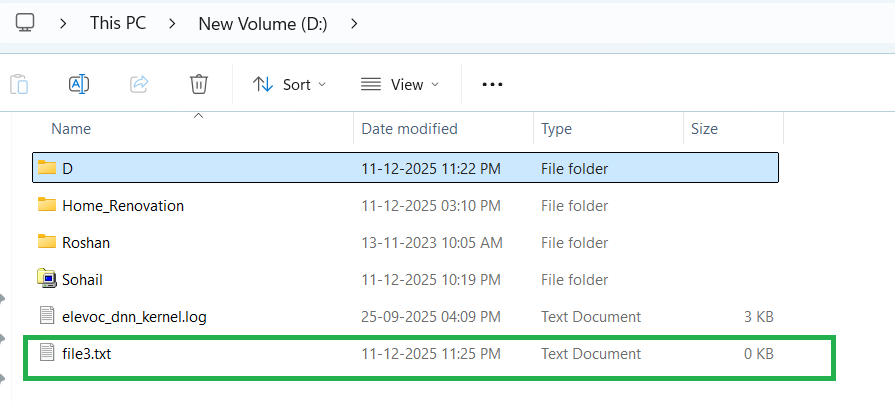 This PC > New Volume (D:) >
Sort View
Name Date modified Type Size
D 11-12-2025 11:22 PM File folder
Home_Renovation 11-12-2025 03:10 PM File folder
Roshan 13-11-2023 10:05 AM File folder
Sohail 11-12-2025 10:19 PM File folder
elevoc_dnn_kernel.log 25-09-2025 04:09 PM Text Document 3 KB
file3.txt 11-12-2025 11:25 PM Text Document 0 KB